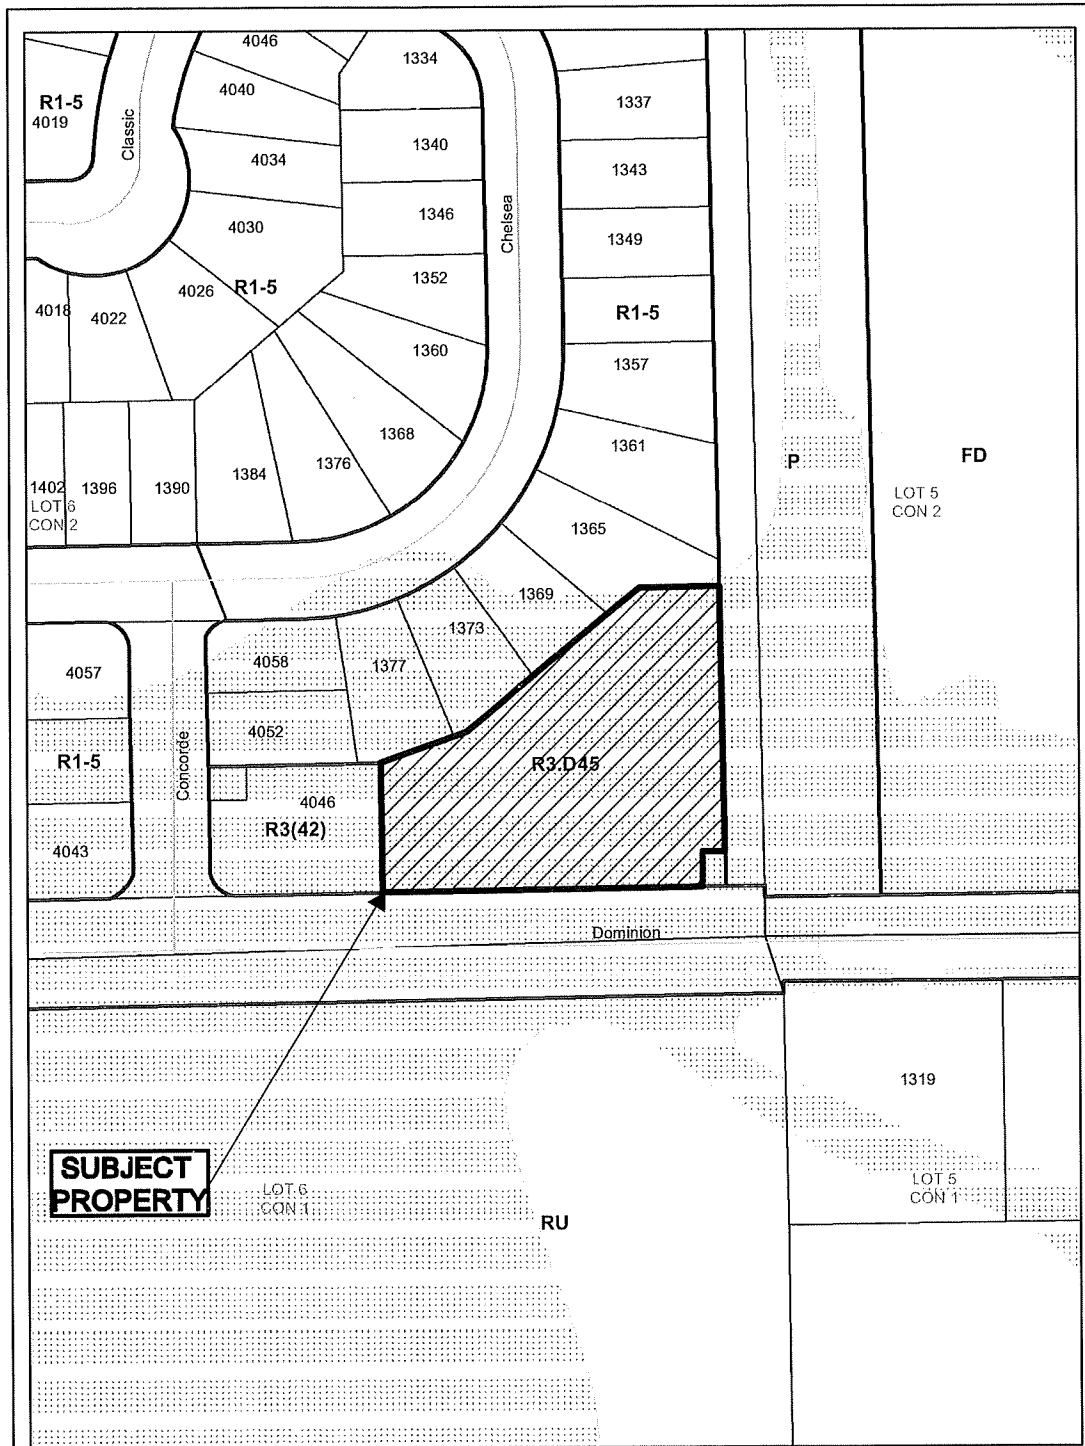 4046
1334
4040
1337
R1-5
4019
Classic
4034
1340
1343
4030
1346
Chelsea
1349
4026
R1-5
1352
4018
4022
R1-5
1360
1357
1368
1361
1376
1384
P
FD
1402
1396
1390
LOT 6
CON 2
LOT 5
CON 2
1365
1369
1373
4058
1377
4057
4052
Concorde
R1-5
R3.D45
4046
R3(42)
4043
Dominion
1319
SUBJECT
PROPERTY
LOT 6
CON 1
LOT 5
CON 1
RU